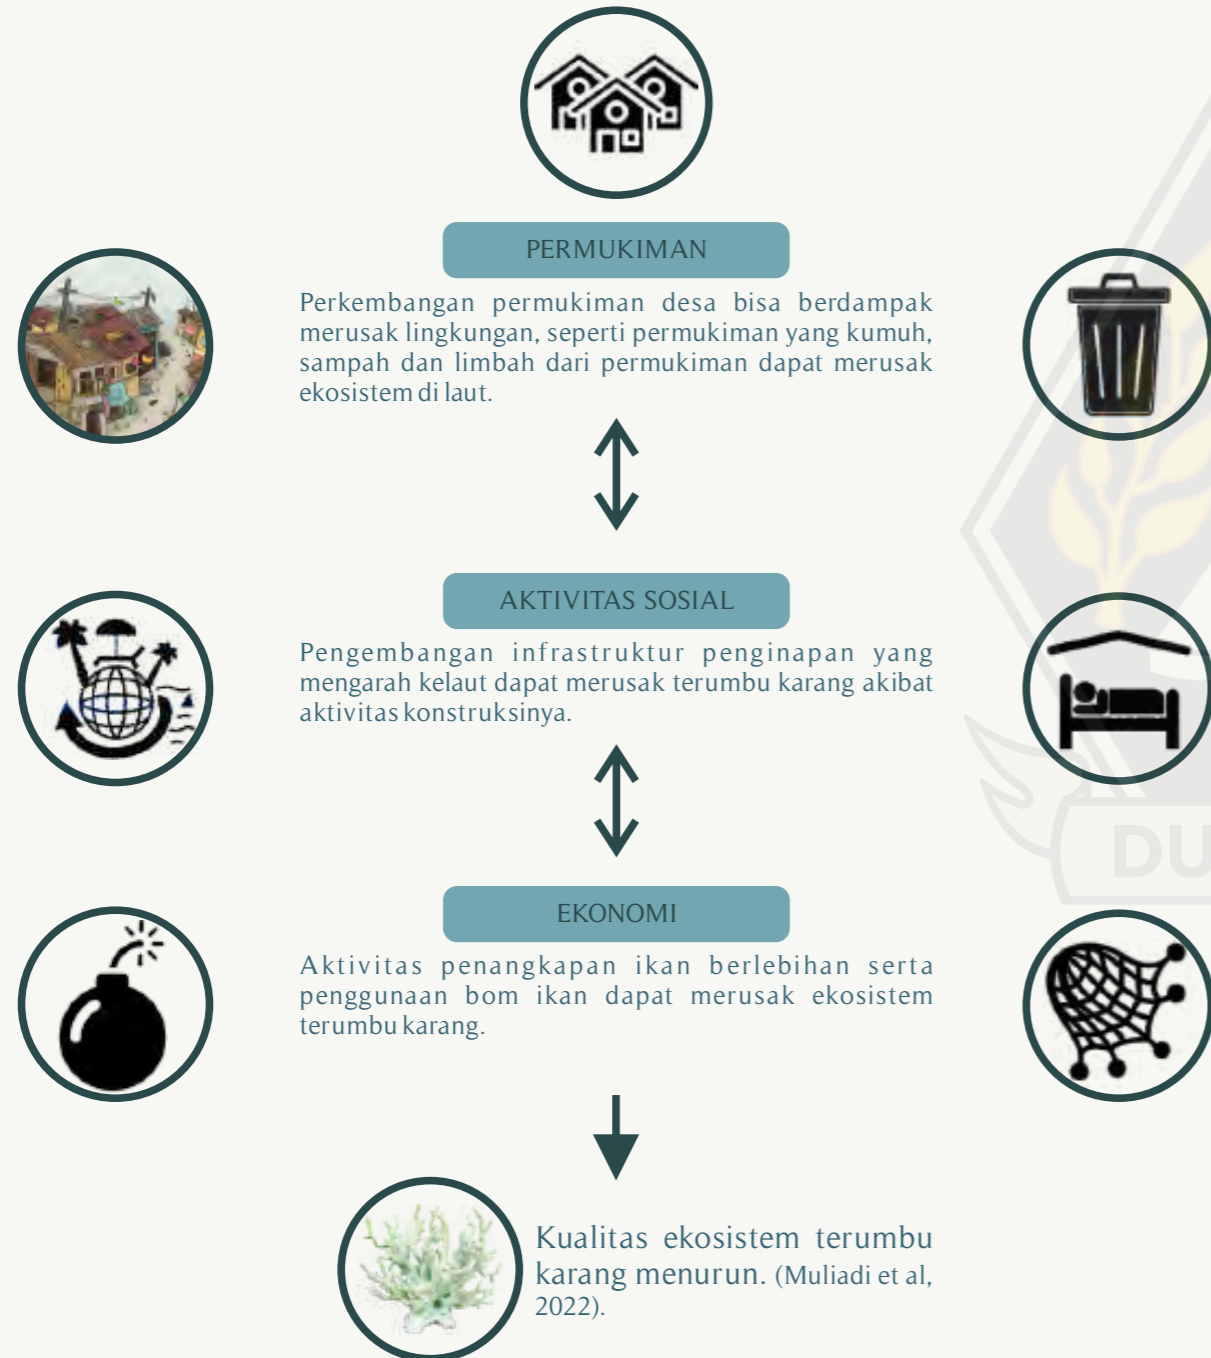 PERMUKIMAN
Perkembangan permukiman desa bisa berdampak
merusak lingkungan, seperti permukiman yang kumuh,
sampah dan limbah dari permukiman dapat merusak
ekosistem di laut.
AKTIVITAS SOSIAL
Pengembangan infrastruktur penginapan yang
mengarah kelaut dapat merusak terumbu karang akibat
aktivitas konstruksinya.
DU
EKONOMI
Aktivitas penangkapan ikan berlebihan serta
penggunaan bom ikan dapat merusak ekosistem
terumbu karang.
Kualitas ekosistem terumbu
karang menurun. (Muliadi et al,
2022).